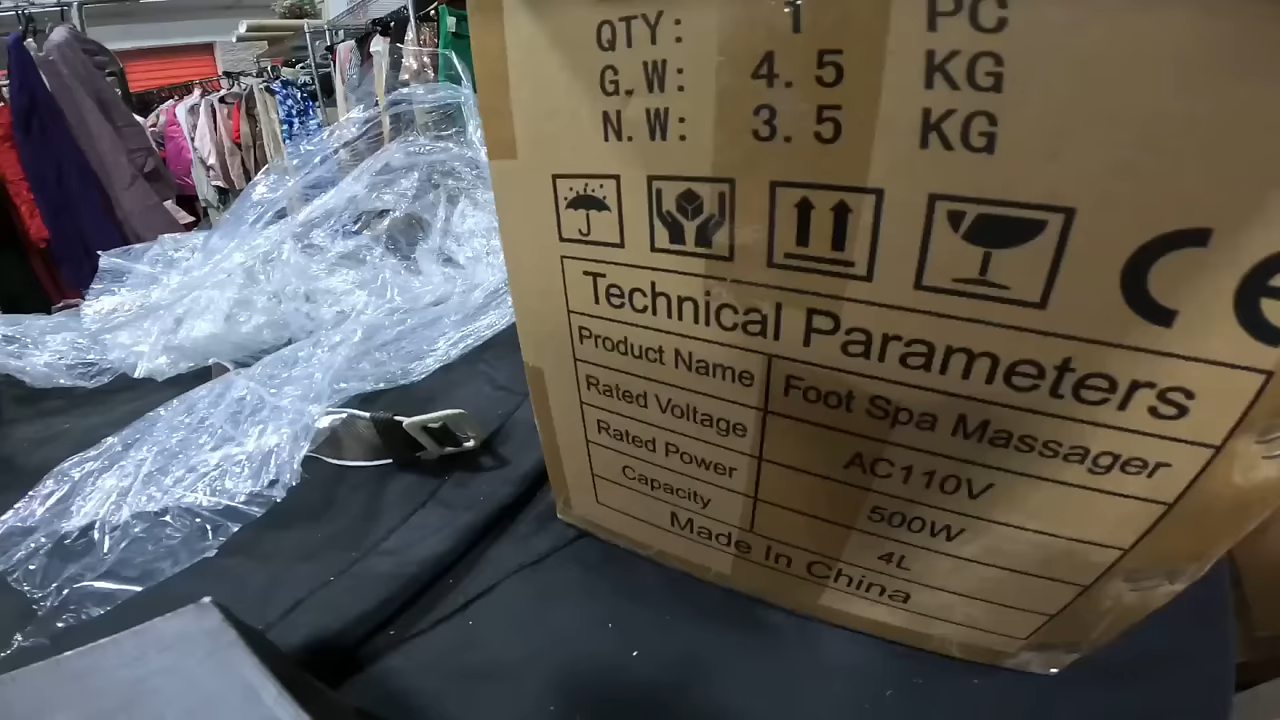 QTY: 1 PC
G.W: 4.5 KG
N.W: 3.5 KG
CE
Technical Parameters
Product Name Foot Spa Massager
Rated Voltage AC110V
Rated Power 500W
Capacity 4L
Made In China